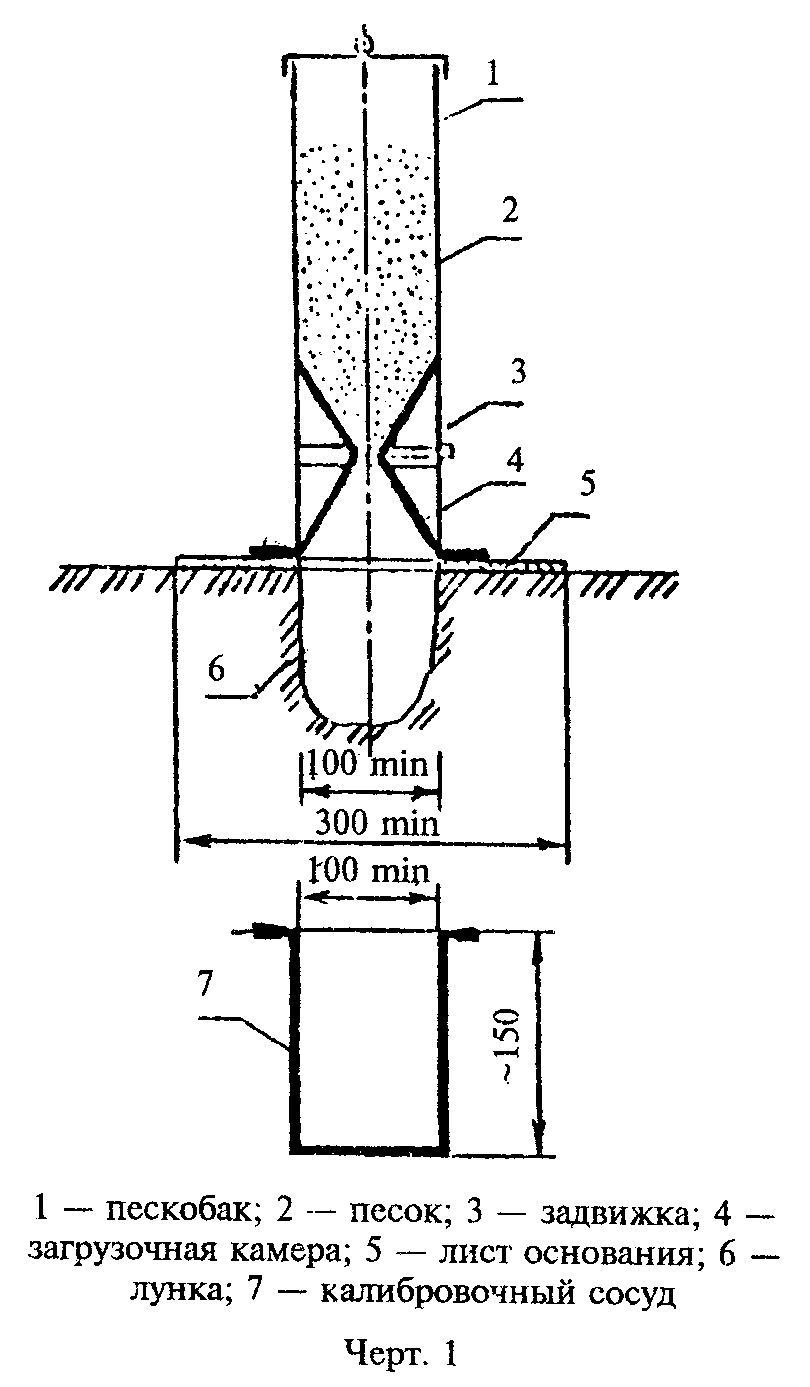 1
2
3
4
5
6
100 min
300 min
100 min
7
~150
1 — пескобак; 2 — песок; 3 — задвижка; 4 —
загрузочная камера; 5 — лист основания; 6 —
лунка; 7 — калибровочный сосуд
Черт. 1